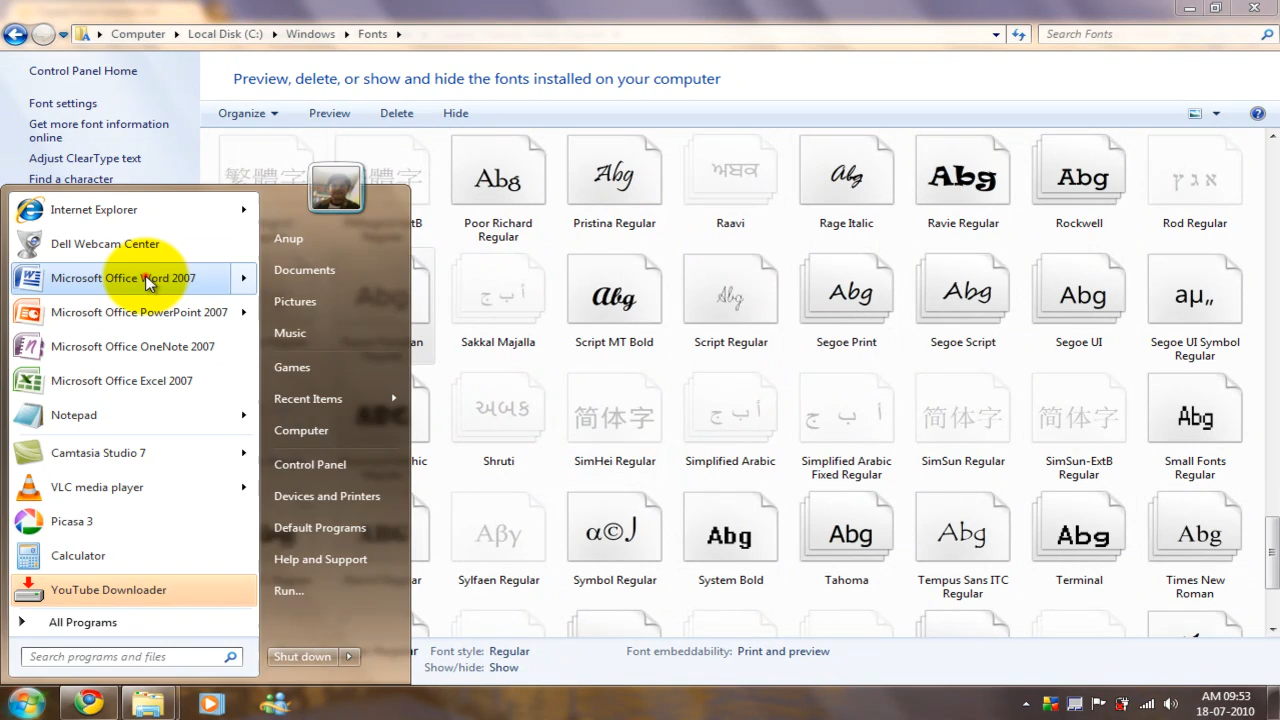 Computer
Local Disk (C:)
Windows
Fonts
Search Fonts
Control Panel Home
Font settings
Get more font information
online
Adjust ClearType text
Find a character
Preview, delete, or show and hide the fonts installed on your computer
Organize
Preview
Delete
Hide
繁體字
體字
Abg
Abg
ਅਬਕ
Abg
Abg
Abg
אבג
Poor Richard
Regular
Pristina Regular
Raavi
Rage Italic
Ravie Regular
Rockwell
Rod Regular
أ ب ج
Abg
Abg
Abg
Abg
Abg
aµ„
Sakkal Majalla
Script MT Bold
Script Regular
Segoe Print
Segoe Script
Segoe UI
Segoe UI Symbol
Regular
અબક
简体字
أ ب ج
أ ب ج
简体字
简体字
Abg
Shruti
SimHei Regular
Simplified Arabic
Simplified Arabic
Fixed Regular
SimSun Regular
SimSun-ExtB
Regular
Small Fonts
Regular
Αβγ
Abg
Abg
Abg
Abg
Abg
Sylfaen Regular
Symbol Regular
System Bold
Tahoma
Tempus Sans ITC
Regular
Terminal
Times New
Roman
Font style: Regular
Show/hide: Show
Font embeddability: Print and preview
Internet Explorer
Dell Webcam Center
Microsoft Office Word 2007
Microsoft Office PowerPoint 2007
Microsoft Office OneNote 2007
Microsoft Office Excel 2007
Notepad
Camtasia Studio 7
VLC media player
Picasa 3
Calculator
YouTube Downloader
All Programs
Search programs and files
Anup
Documents
Pictures
Music
Games
Recent Items
Computer
Control Panel
Devices and Printers
Default Programs
Help and Support
Run...
Shut down
AM 09:53
18-07-2010